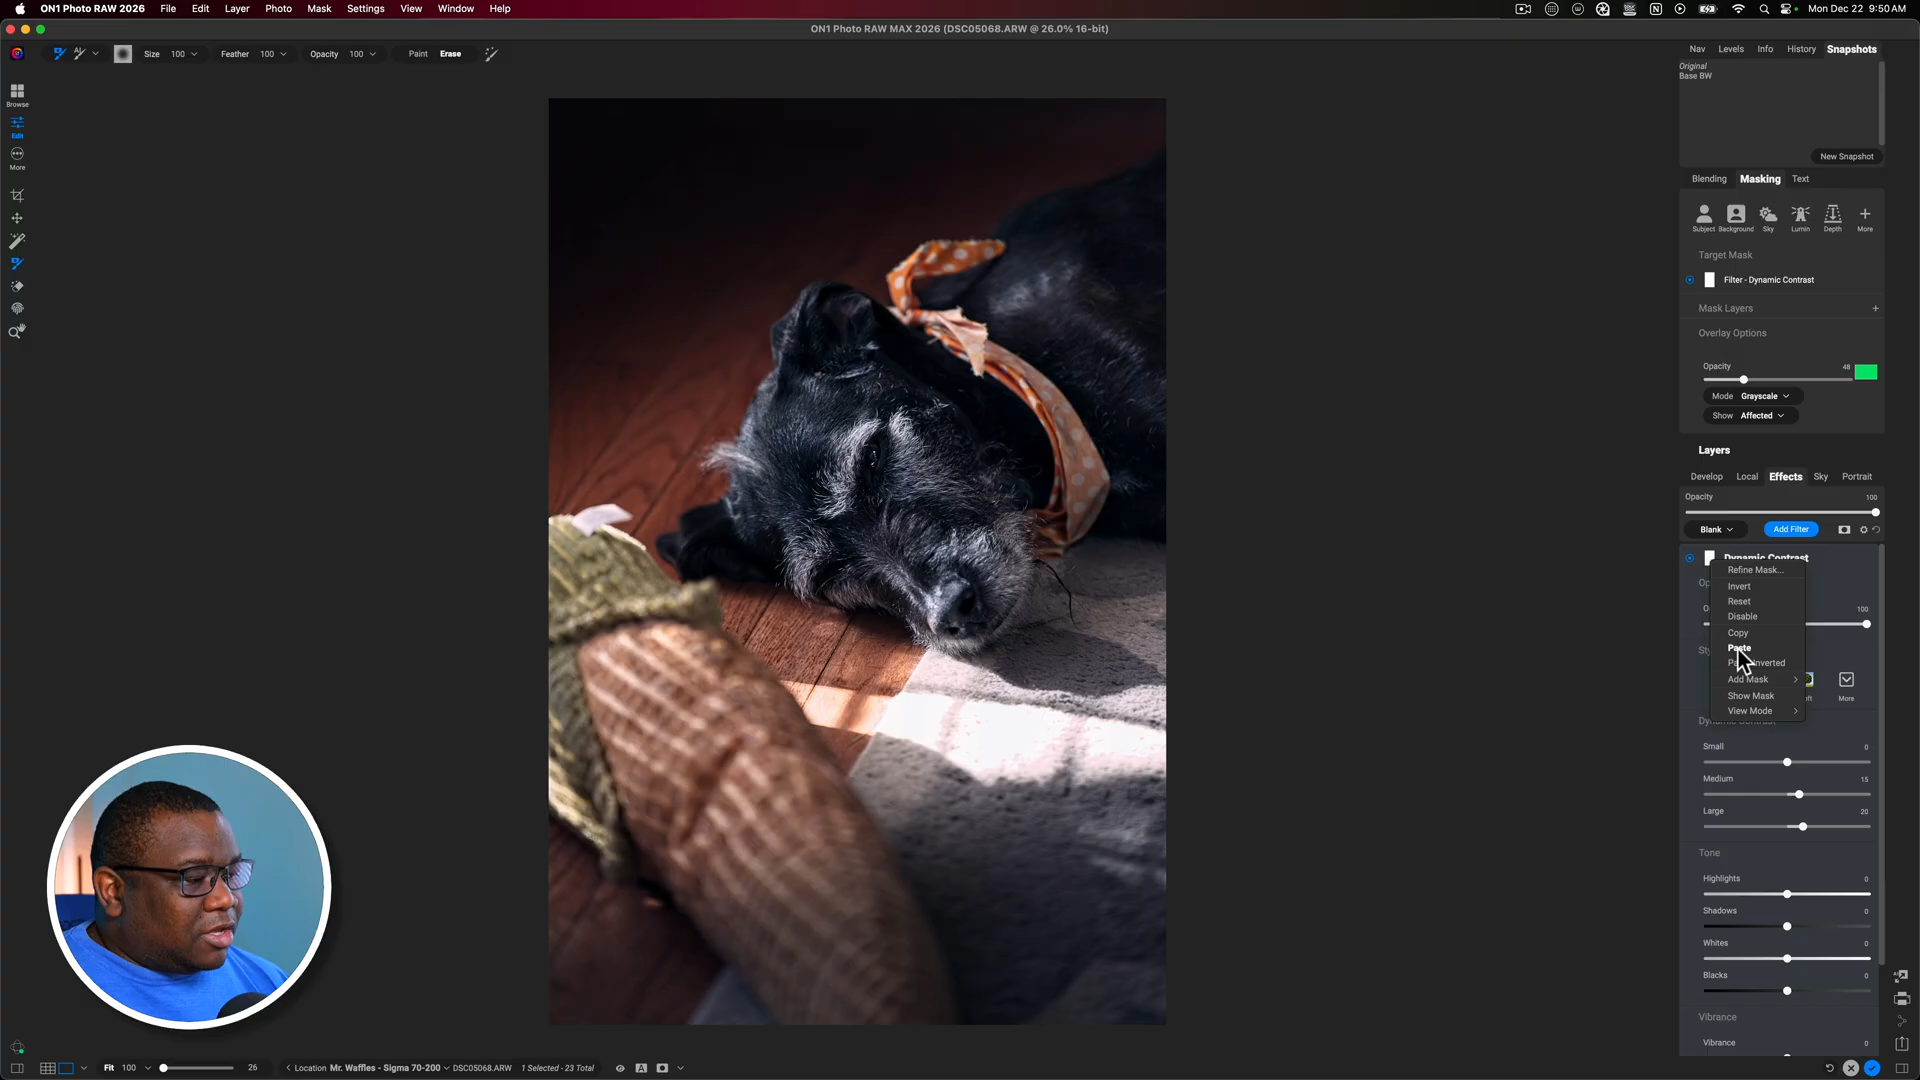 ON1 Photo RAW 2026 File Edit Layer Photo Mask Settings View Window Help
Mon Dec 22 9:50 AM
ON1 Photo RAW MAX 2026 (DSC05068.ARW @ 26.0% 16-bit)
Size 100 Feather 100 Opacity 100 Paint Erase
Browse
Edit
More
Nav Levels Info History Snapshots
Original
Base BW
New Snapshot
Blending Masking Text
Subject Background Sky Lumin Depth More
Target Mask
Filter - Dynamic Contrast
Mask Layers +
Overlay Options
Opacity 48
Mode Grayscale
Show Affected
Layers
Develop Local Effects Sky Portrait
Opacity 100
Blank Add Filter
Dynamic Contrast
Refine Mask...
Invert
Reset
100
Disable
Copy
Paste
Inverted
Add Mask
Show Mask
More
View Mode
Small 0
Medium 15
Large 20
Tone
Highlights 0
Shadows 0
Whites 0
Blacks 0
Vibrance
Vibrance 0
Fit 100 26 Location Mr. Waffles - Sigma 70-200 DSC05068.ARW 1 Selected - 23 Total
A